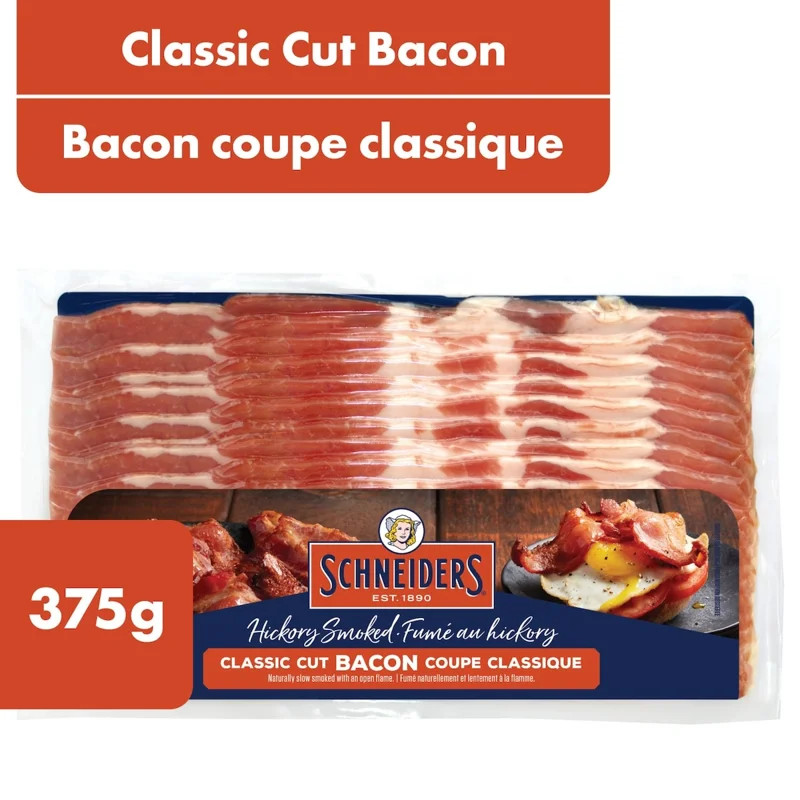 Classic Cut Bacon
Bacon coupe classique
375g
SCHNEIDERS
EST. 1890
Hickory Smoked · Fumé au hickory
CLASSIC CUT BACON COUPE CLASSIQUE
Naturally slow smoked with an open flame. | Fumé naturellement et lentement à la flamme.